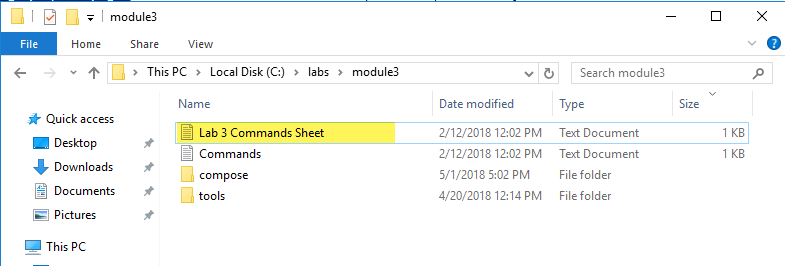 module3
File Home Share View
This PC Local Disk (C:) labs module3 Search module3
Name Date modified Type Size
Quick access
Lab 3 Commands Sheet 2/12/2018 12:02 PM Text Document 1 KB
Desktop
Commands 2/12/2018 12:02 PM Text Document 1 KB
Downloads
compose 5/1/2018 5:02 PM File folder
Documents
tools 4/20/2018 12:14 PM File folder
Pictures
This PC